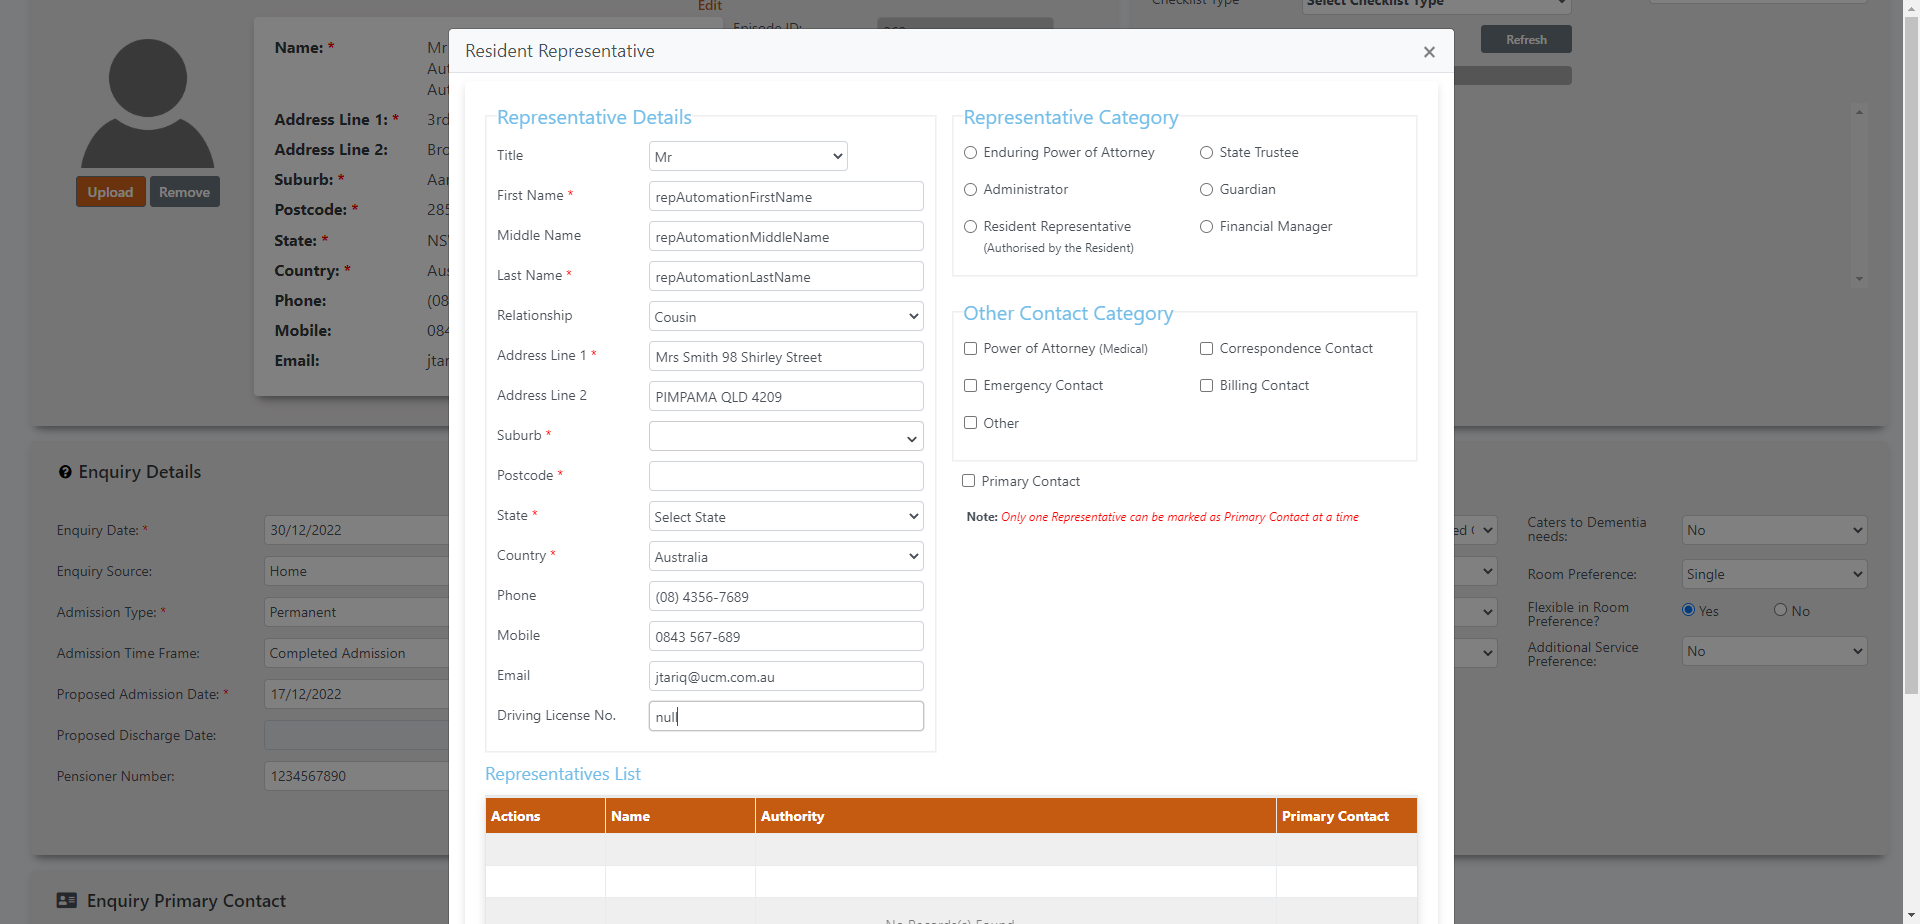 Edit
Checklist Type
Select Checklist Type
Episode ID:
Name: *
Mr
Refresh
Resident Representative
×
Address Line 1: *
3rd
Address Line 2:
Suburb: *
Postcode: *
285
State: *
Country: *
Phone:
(08
Mobile:
084
Email:
Upload
Remove
Representative Details
Title
Mr
First Name *
repAutomationFirstName
Middle Name
repAutomationMiddleName
Last Name *
repAutomationLastName
Relationship
Cousin
Address Line 1 *
Mrs Smith 98 Shirley Street
Address Line 2
PIMPAMA QLD 4209
Suburb *
Postcode *
State *
Select State
Country *
Australia
Phone
(08) 4356-7689
Mobile
0843 567-689
Email
jtariq@ucm.com.au
Driving License No.
null
Representative Category
Enduring Power of Attorney
State Trustee
Administrator
Guardian
Resident Representative
(Authorised by the Resident)
Financial Manager
Other Contact Category
Power of Attorney (Medical)
Correspondence Contact
Emergency Contact
Billing Contact
Other
Primary Contact
Note: Only one Representative can be marked as Primary Contact at a time
Representatives List
Actions
Name
Authority
Primary Contact
No Records(s) Found
Enquiry Details
Enquiry Date: *
30/12/2022
Enquiry Source:
Home
Admission Type: *
Permanent
Admission Time Frame:
Completed Admission
Proposed Admission Date: *
17/12/2022
Proposed Discharge Date:
Pensioner Number:
1234567890
Caters to Dementia
needs:
No
Room Preference:
Single
Flexible in Room
Preference?
Yes
No
Additional Service
Preference:
No
Enquiry Primary Contact